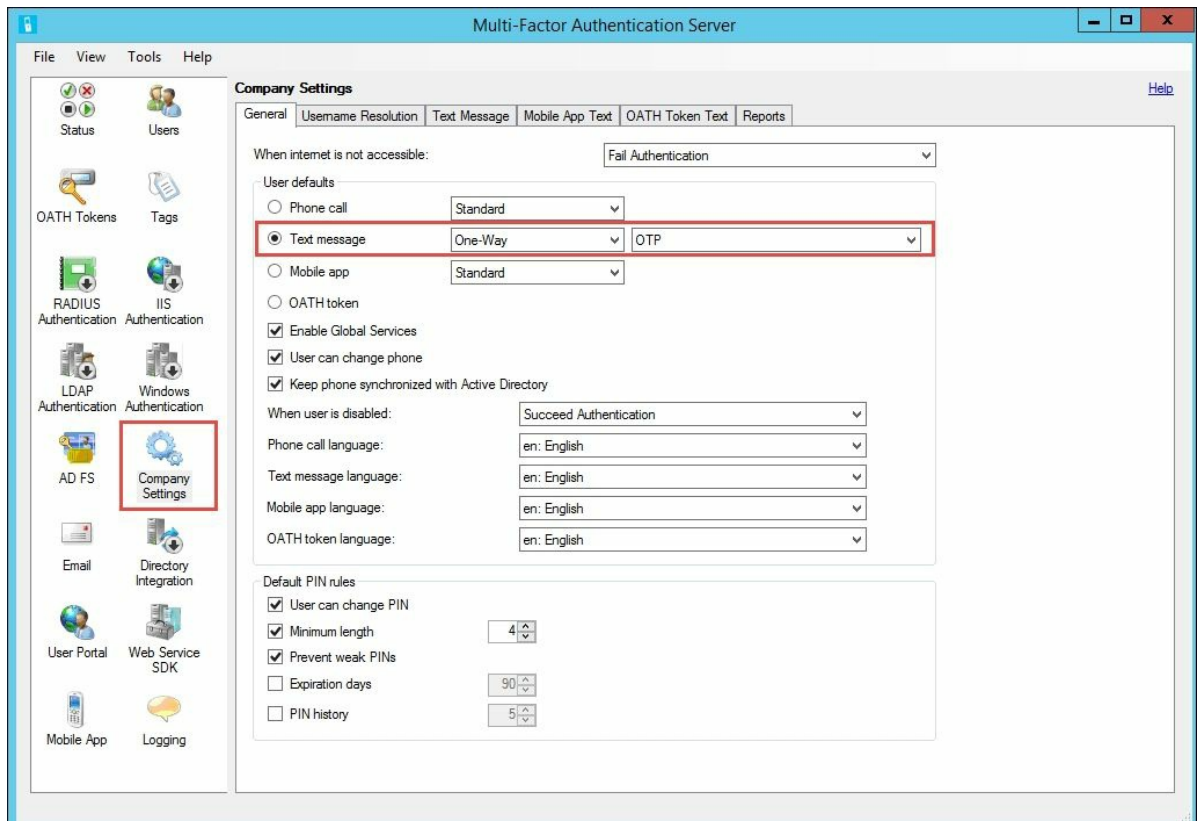 Multi-Factor Authentication Server
File View Tools Help
Status Users
OATH Tokens Tags
RADIUS Authentication IIS Authentication
LDAP Authentication Windows Authentication
AD FS Company Settings
Email Directory Integration
User Portal Web Service SDK
Mobile App Logging
Company Settings Help
General Username Resolution Text Message Mobile App Text OATH Token Text Reports
When internet is not accessible: Fail Authentication
User defaults
Phone call Standard
Text message One-Way OTP
Mobile app Standard
OATH token
Enable Global Services
User can change phone
Keep phone synchronized with Active Directory
When user is disabled: Succeed Authentication
Phone call language: en: English
Text message language: en: English
Mobile app language: en: English
OATH token language: en: English
Default PIN rules
User can change PIN
Minimum length 4
Prevent weak PINs
Expiration days 90
PIN history 5